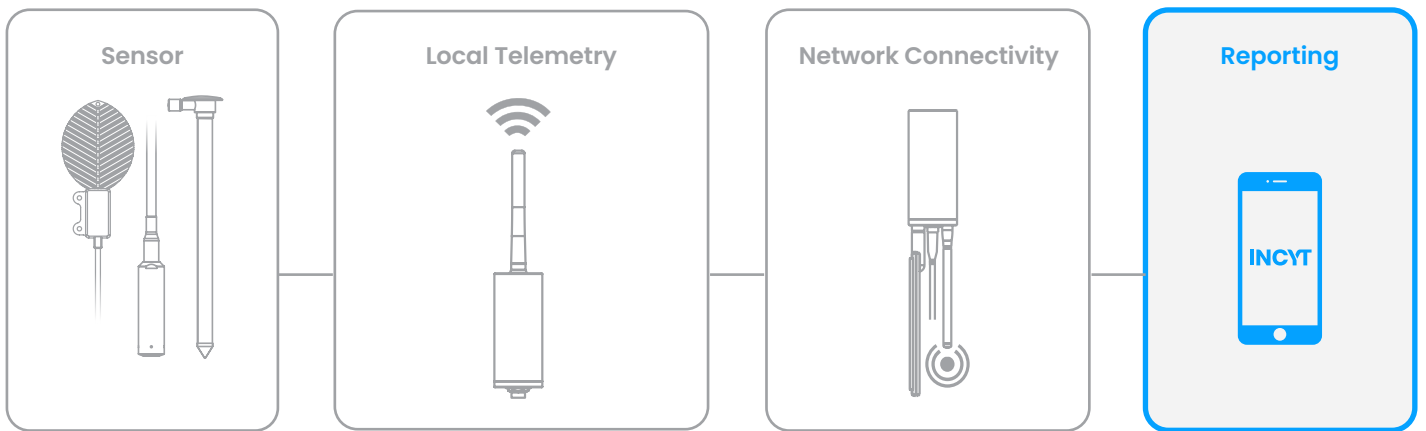 Sensor
Local Telemetry
Network Connectivity
Reporting
INCYT